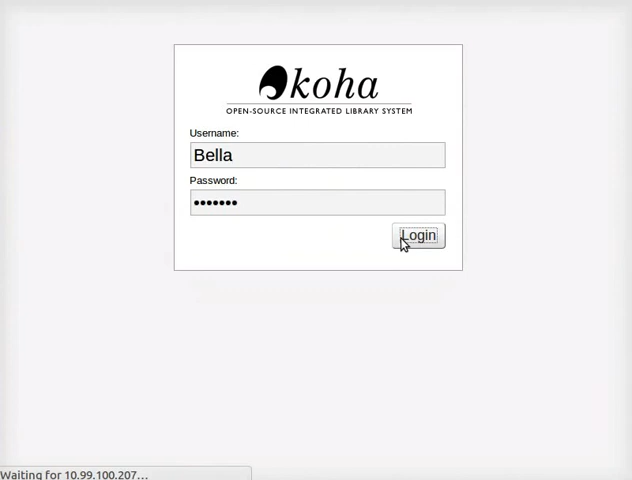 koha
OPEN-SOURCE INTEGRATED LIBRARY SYSTEM
Username:
Bella
Password:
•••••••
Login
Waiting for 10.99.100.207...